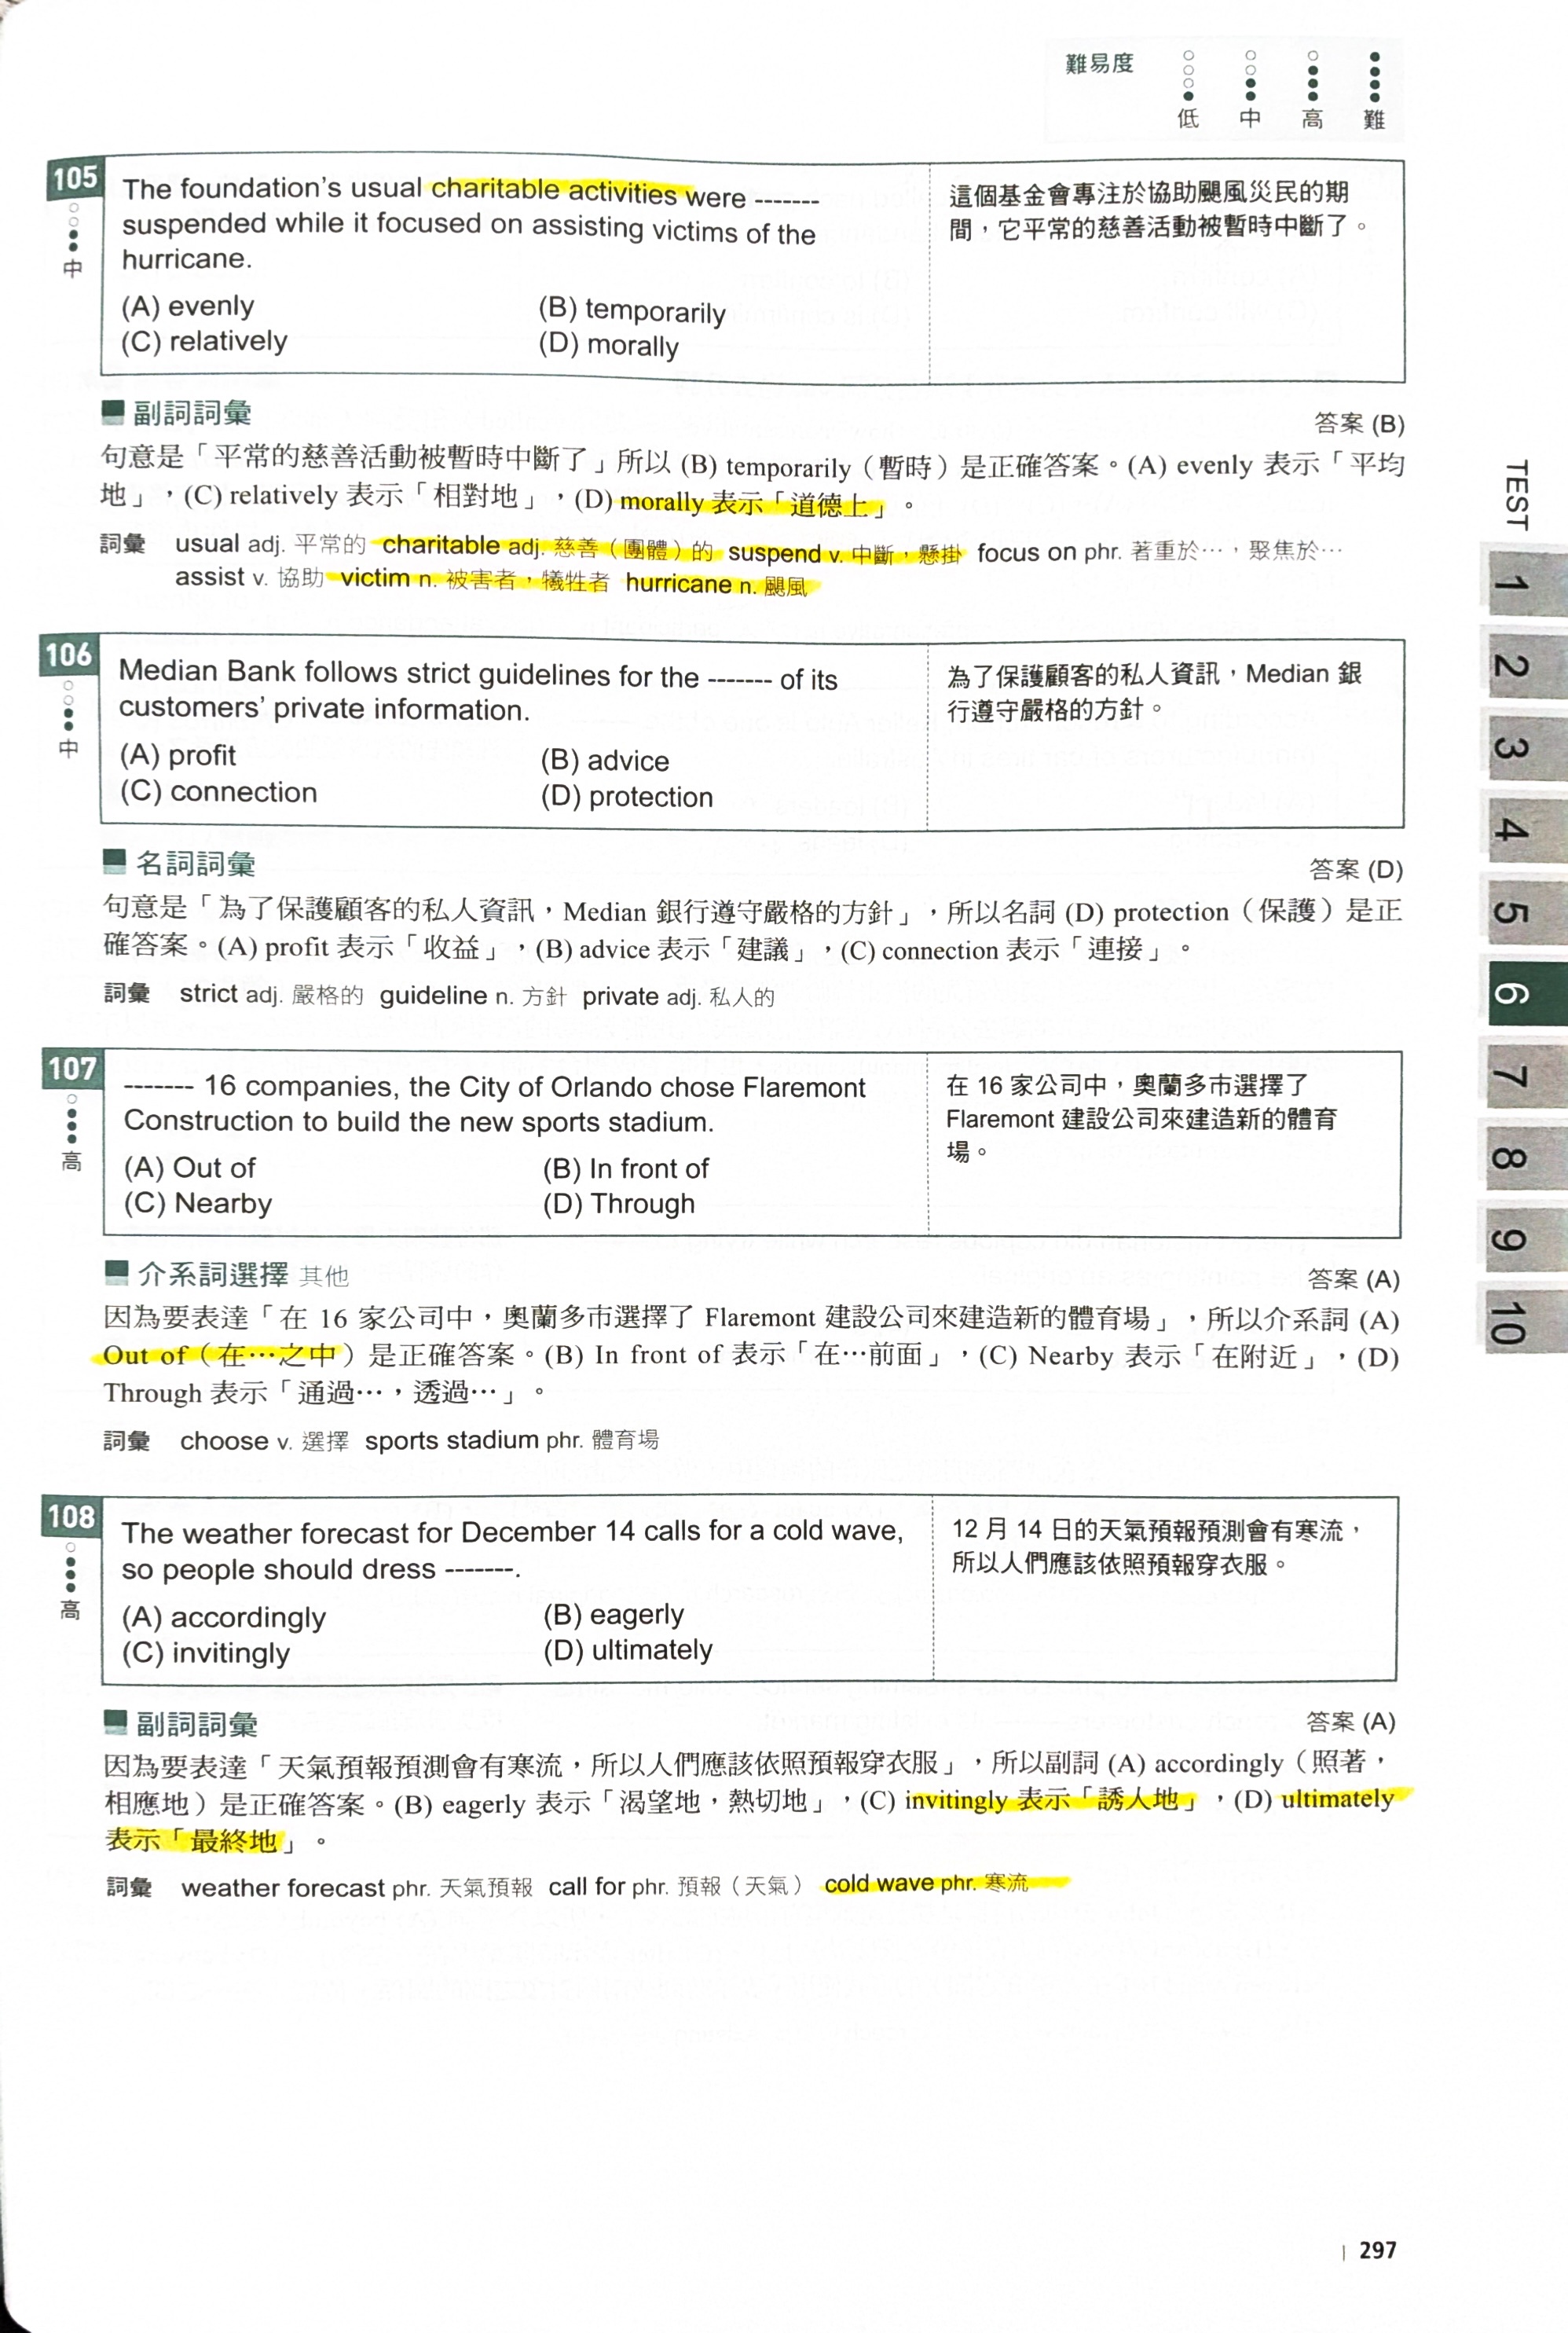 難易度
低 中 高 難
105
中
The foundation's usual charitable activities were -------
suspended while it focused on assisting victims of the
hurricane.
(A) evenly (B) temporarily
(C) relatively (D) morally
這個基金會專注於協助颶風災民的期
間，它平常的慈善活動被暫時中斷了。
副詞詞彙 答案 (B)
句意是「平常的慈善活動被暫時中斷了」所以 (B) temporarily（暫時）是正確答案。(A) evenly 表示「平均
地」，(C) relatively 表示「相對地」，(D) morally 表示「道德上」。
詞彙 usual adj. 平常的 charitable adj. 慈善（團體）的 suspend v. 中斷，懸掛 focus on phr. 著重於…，聚焦於…
assist v. 協助 victim n. 被害者，犧牲者 hurricane n. 颶風
106
中
Median Bank follows strict guidelines for the ------- of its
customers' private information.
(A) profit (B) advice
(C) connection (D) protection
為了保護顧客的私人資訊，Median 銀
行遵守嚴格的方針。
名詞詞彙 答案 (D)
句意是「為了保護顧客的私人資訊，Median 銀行遵守嚴格的方針」，所以名詞 (D) protection（保護）是正
確答案。(A) profit 表示「收益」，(B) advice 表示「建議」，(C) connection 表示「連接」。
詞彙 strict adj. 嚴格的 guideline n. 方針 private adj. 私人的
107
高
------- 16 companies, the City of Orlando chose Flaremont
Construction to build the new sports stadium.
(A) Out of (B) In front of
(C) Nearby (D) Through
在 16 家公司中，奧蘭多市選擇了
Flaremont 建設公司來建造新的體育
場。
介系詞選擇 其他 答案 (A)
因為要表達「在 16 家公司中，奧蘭多市選擇了 Flaremont 建設公司來建造新的體育場」，所以介系詞 (A)
Out of（在…之中）是正確答案。(B) In front of 表示「在…前面」，(C) Nearby 表示「在附近」，(D)
Through 表示「通過…，透過…」。
詞彙 choose v. 選擇 sports stadium phr. 體育場
108
高
The weather forecast for December 14 calls for a cold wave,
so people should dress -------.
(A) accordingly (B) eagerly
(C) invitingly (D) ultimately
12 月 14 日的天氣預報預測會有寒流，
所以人們應該依照預報穿衣服。
副詞詞彙 答案 (A)
因為要表達「天氣預報預測會有寒流，所以人們應該依照預報穿衣服」，所以副詞 (A) accordingly（照著，
相應地）是正確答案。(B) eagerly 表示「渴望地，熱切地」，(C) invitingly 表示「誘人地」，(D) ultimately
表示「最終地」。
詞彙 weather forecast phr. 天氣預報 call for phr. 預報（天氣） cold wave phr. 寒流
TEST
1
2
3
4
5
6
7
8
9
10
297